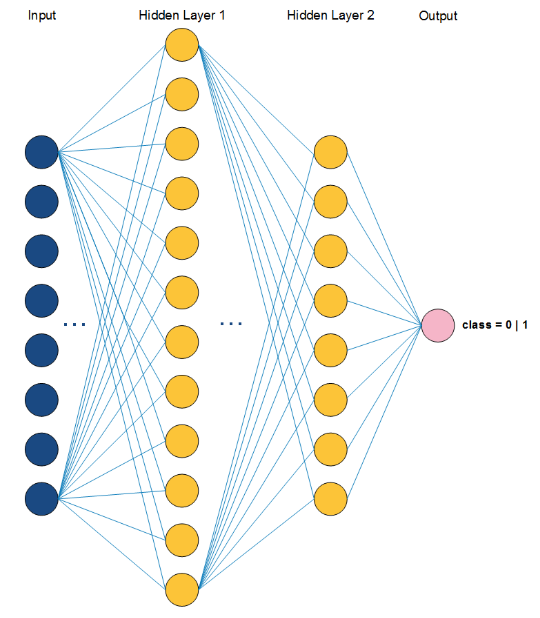 Input
Hidden Layer 1
Hidden Layer 2
Output
...
...
class = 0 | 1